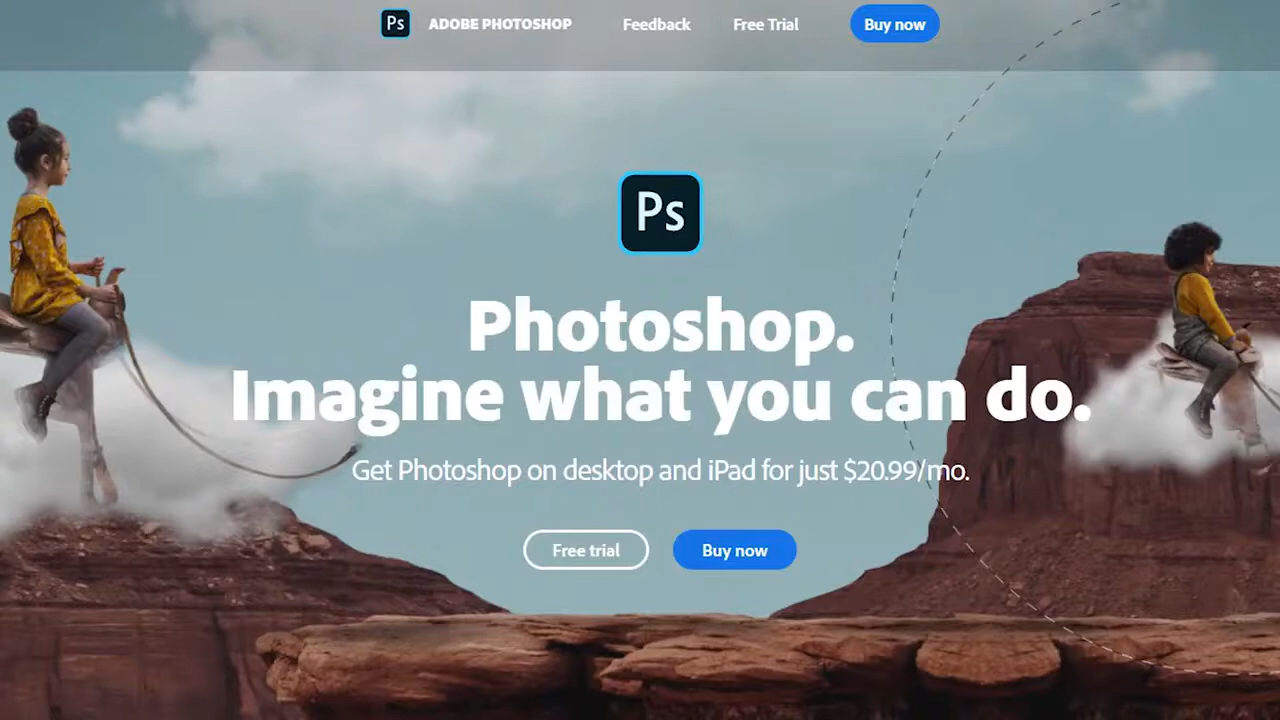 Ps ADOBE PHOTOSHOP Feedback Free Trial Buy now
Ps
Photoshop.
Imagine what you can do.
Get Photoshop on desktop and iPad for just $20.99/mo.
Free trial Buy now